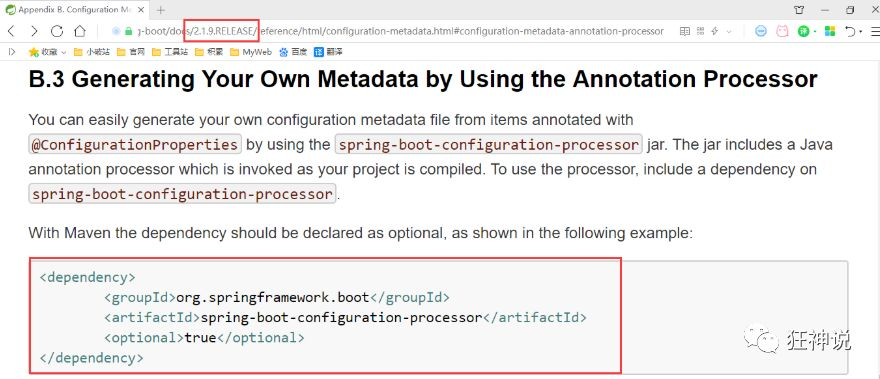 Appendix B. Configuration M
-boot/docs/2.1.9.RELEASE/reference/html/configuration-metadata.html#configuration-metadata-annotation-processor
收藏 小破站 官网 工具站 积累 MyWeb 百度 译 翻译
B.3 Generating Your Own Metadata by Using the Annotation Processor
You can easily generate your own configuration metadata file from items annotated with
@ConfigurationProperties by using the spring-boot-configuration-processor jar. The jar includes a Java
annotation processor which is invoked as your project is compiled. To use the processor, include a dependency on
spring-boot-configuration-processor.
With Maven the dependency should be declared as optional, as shown in the following example:
<dependency>
<groupId>org.springframework.boot</groupId>
<artifactId>spring-boot-configuration-processor</artifactId>
<optional>true</optional>
</dependency>
狂神说